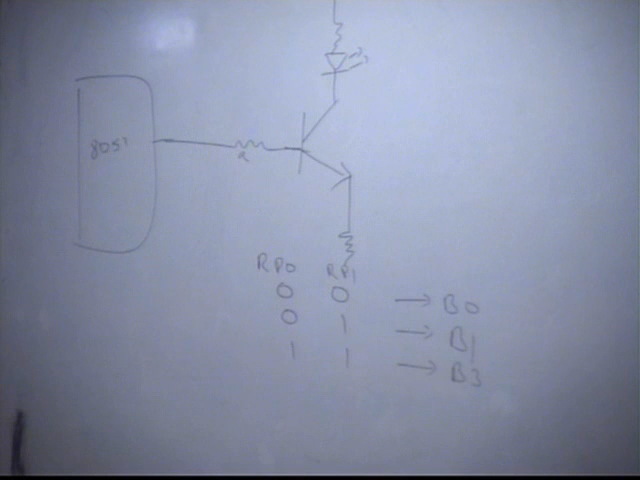 8051
R
RP0 RP1
0 0 → B0
0 1 → B1
1 1 → B3